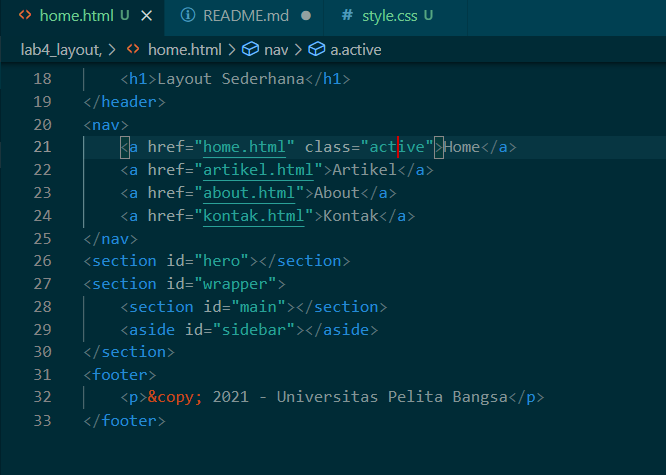 home.html U README.md style.css U
lab4_layout, > home.html > nav > a.active
18 <h1>Layout Sederhana</h1>
19 </header>
20 <nav>
21 <a href="home.html" class="active">Home</a>
22 <a href="artikel.html">Artikel</a>
23 <a href="about.html">About</a>
24 <a href="kontak.html">Kontak</a>
25 </nav>
26 <section id="hero"></section>
27 <section id="wrapper">
28 <section id="main"></section>
29 <aside id="sidebar"></aside>
30 </section>
31 <footer>
32 <p>&copy; 2021 - Universitas Pelita Bangsa</p>
33 </footer>